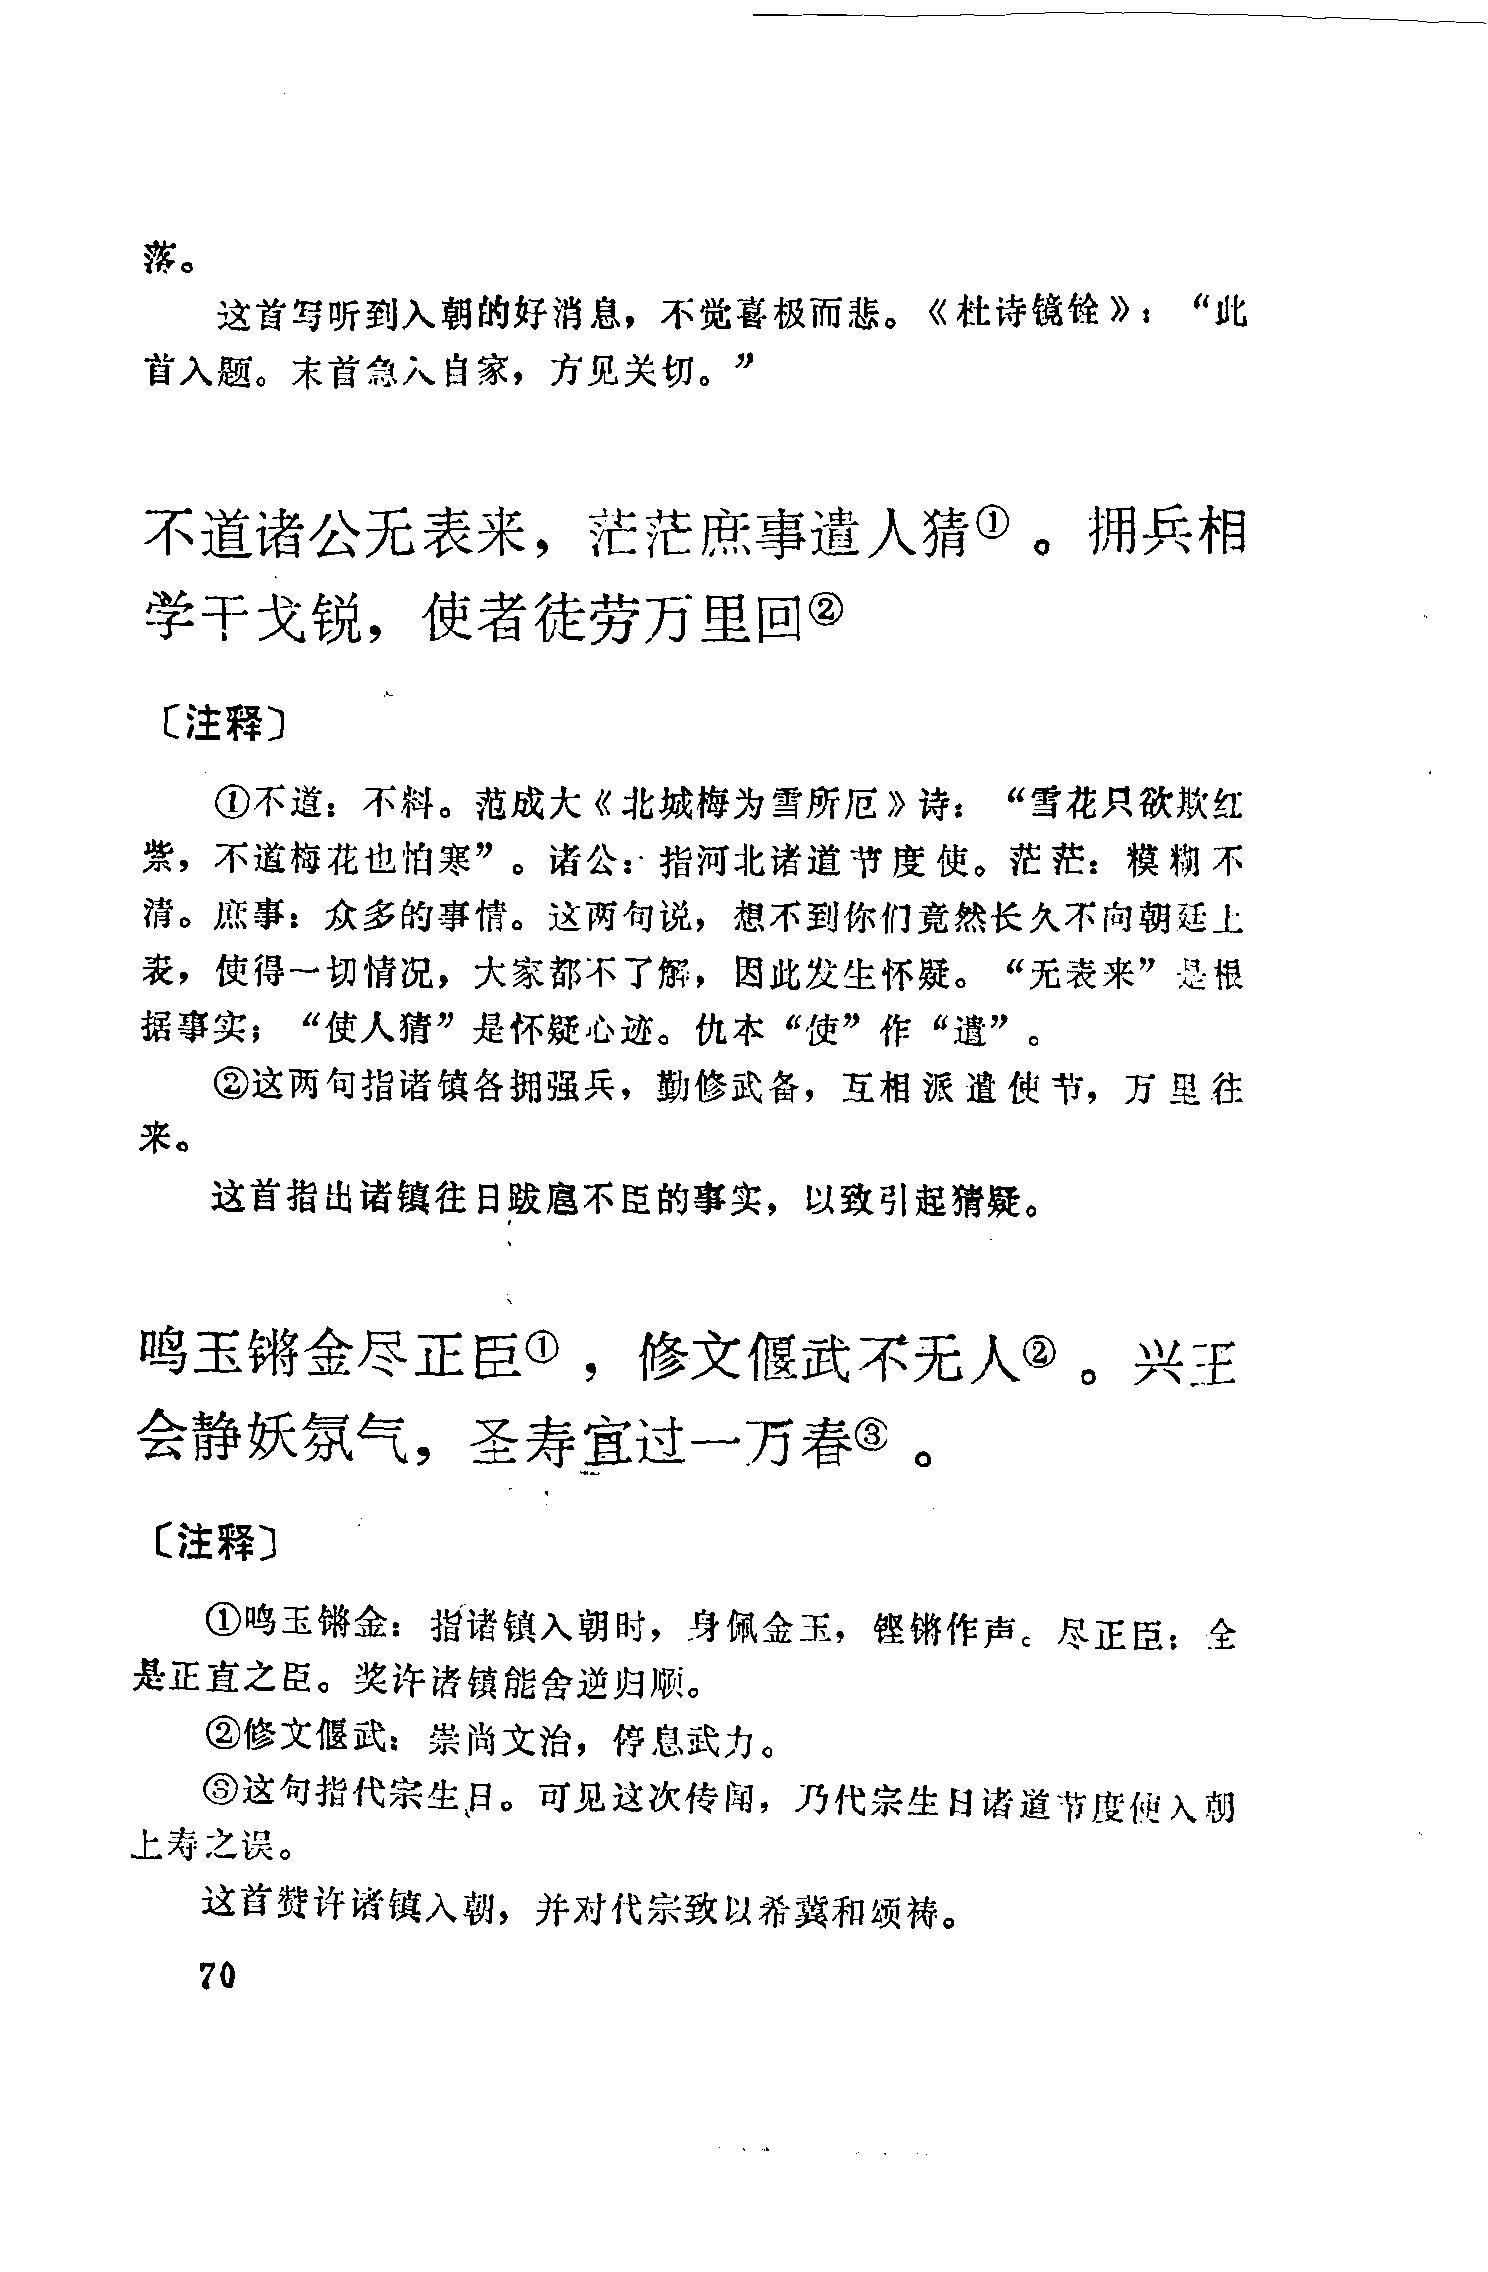 落。
这首写听到入朝的好消息，不觉喜极而悲。《杜诗镜铨》：“此
首入题。末首急入自家，方见关切。”
不道诸公无表来，茫茫庶事遣人猜①。拥兵相
学干戈锐，使者徒劳万里回②
〔注释〕
①不道：不料。范成大《北城梅为雪所厄》诗：“雪花只欲欺红
紫，不道梅花也怕寒”。诸公：指河北诸道节度使。茫茫：模糊不
清。庶事：众多的事情。这两句说，想不到你们竟然长久不向朝廷上
表，使得一切情况，大家都不了解，因此发生怀疑。“无表来”是根
据事实；“使人猜”是怀疑心迹。仇本“使”作“遣”。
②这两句指诸镇各拥强兵，勤修武备，互相派遣使节，万里往
来。
这首指出诸镇往日跋扈不臣的事实，以致引起猜疑。
鸣玉锵金尽正臣①，修文偃武不无人②。兴王
会静妖氛气，圣寿宜过一万春③。
〔注释〕
①鸣玉锵金：指诸镇入朝时，身佩金玉，铿锵作声。尽正臣：全
是正直之臣。奖许诸镇能舍逆归顺。
②修文偃武：崇尚文治，停息武力。
③这句指代宗生日。可见这次传闻，乃代宗生日诸道节度使入朝
上寿之误。
这首赞许诸镇入朝，并对代宗致以希冀和颂祷。
70